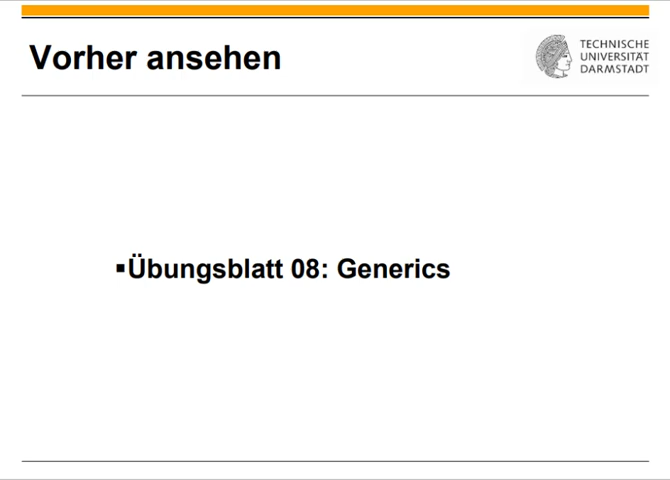 Vorher ansehen
TECHNISCHE
UNIVERSITÄT
DARMSTADT
▪Übungsblatt 08: Generics